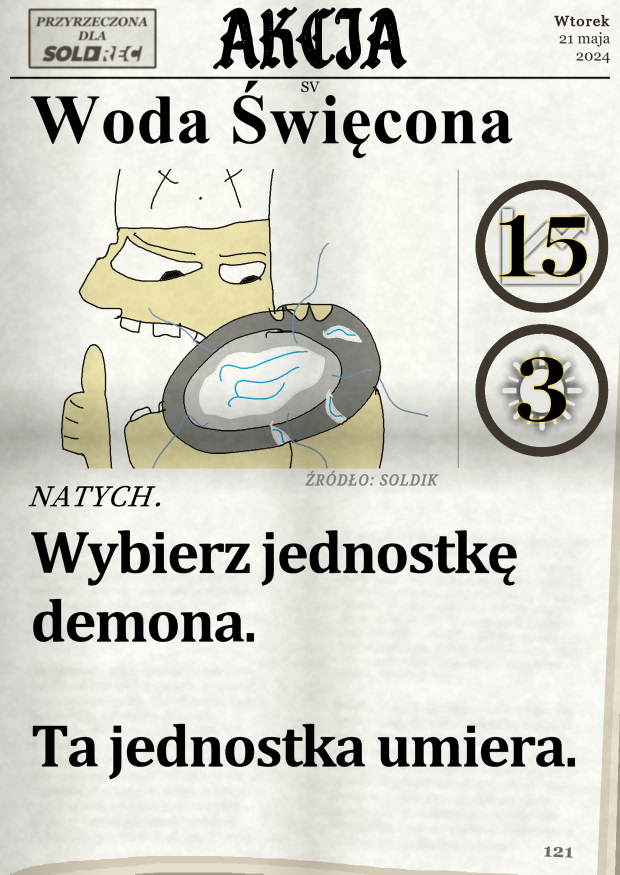 PRZYRZECZONA
DLA
SOLDREC
AKCJA
Wtorek
21 maja
2024
SV
Woda Święcona
15
3
ŹRÓDŁO: SOLDIK
NATYCH.
Wybierz jednostkę
demona.
Ta jednostka umiera.
121